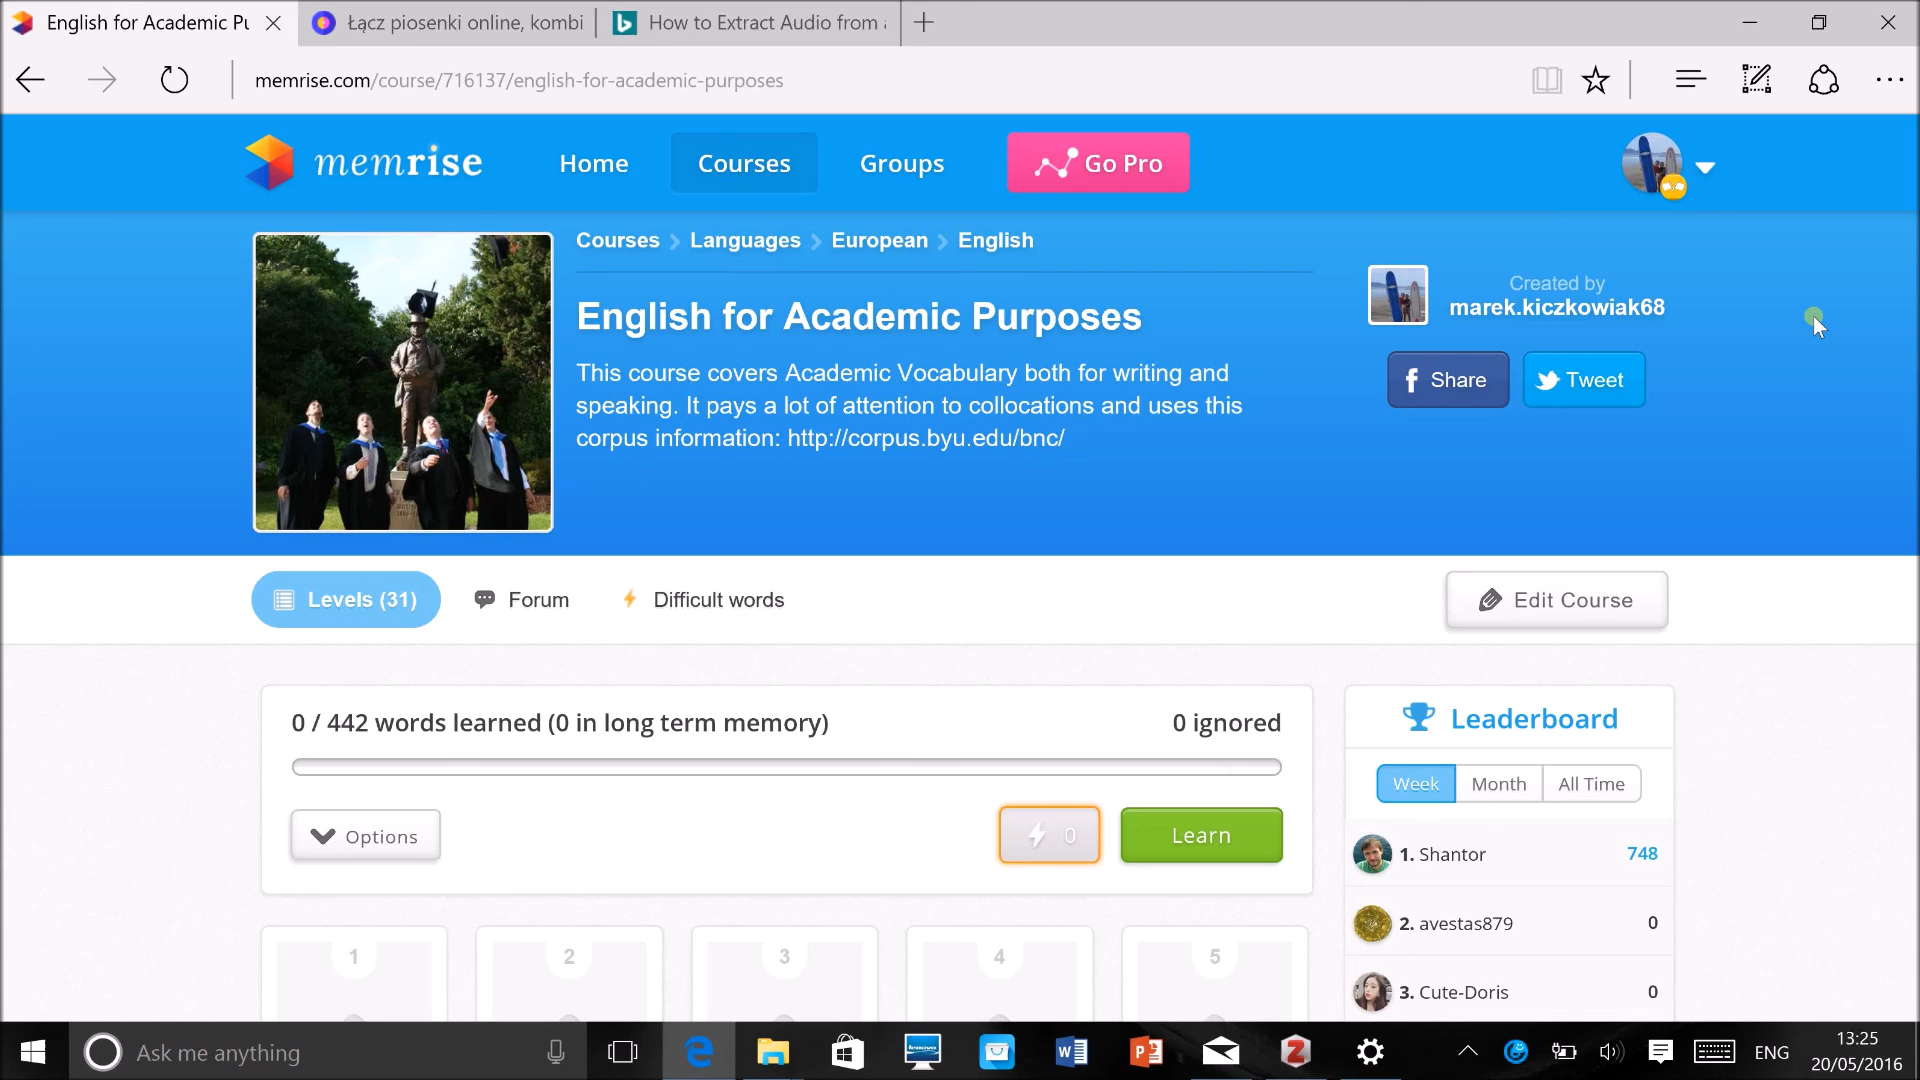 English for Academic Pu
Łącz piosenki online, kombi
How to Extract Audio from a
memrise.com/course/716137/english-for-academic-purposes
memrise
Home
Courses
Groups
Go Pro
Courses
Languages
European
English
English for Academic Purposes
This course covers Academic Vocabulary both for writing and
speaking. It pays a lot of attention to collocations and uses this
corpus information: http://corpus.byu.edu/bnc/
Created by
marek.kiczkowiak68
Share
Tweet
Levels (31)
Forum
Difficult words
Edit Course
0 / 442 words learned (0 in long term memory)
0 ignored
Options
0
Learn
Leaderboard
Week
Month
All Time
1. Shantor
748
2. avestas879
0
3. Cute-Doris
0
1
2
3
4
5
Ask me anything
ENG
13:25
20/05/2016